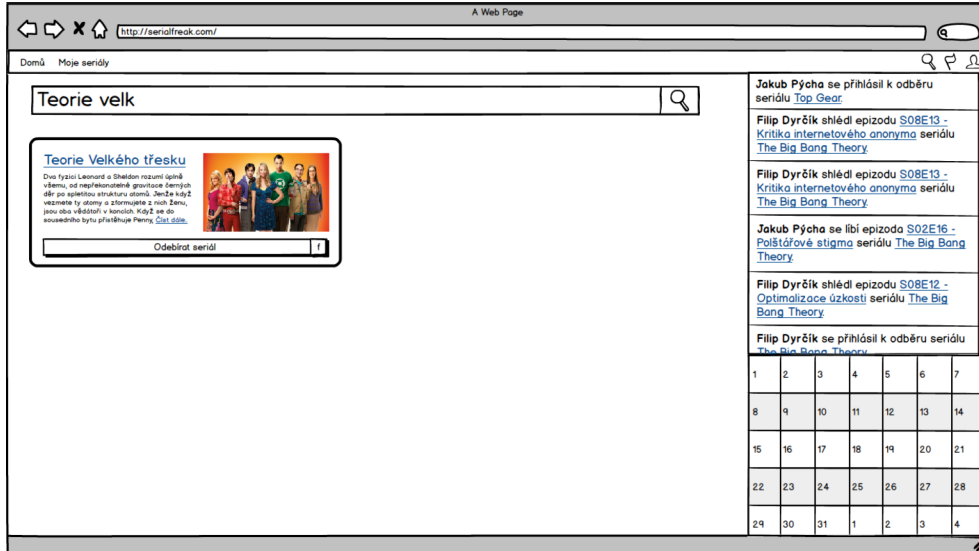 A Web Page
http://serialfreak.com/
Domů Moje seriály
Teorie velk
Teorie Velkého třesku
Dva fyzici Leonard a Sheldon rozumí úplně
všemu, od nepřekonatelné gravitace černých
děr po spletitou strukturu atomů. Jenže když
vezmete ty atomy a zformujete z nich ženu,
jsou oba vědátoři v koncích. Když se do
sousedního bytu přistěhuje Penny, Číst dále.
Odebírat seriál f
Jakub Pýcha se přihlásil k odběru
seriálu Top Gear.
Filip Dyrčík shlédl epizodu S08E13 -
Kritika internetového anonyma seriálu
The Big Bang Theory.
Filip Dyrčík shlédl epizodu S08E13 -
Kritika internetového anonyma seriálu
The Big Bang Theory.
Jakub Pýcha se líbí epizoda S02E16 -
Polštářové stigma seriálu The Big Bang
Theory.
Filip Dyrčík shlédl epizodu S08E12 -
Optimalizace úzkosti seriálu The Big
Bang Theory.
Filip Dyrčík se přihlásil k odběru seriálu
The Big Bang Theory.
1 2 3 4 5 6 7
8 9 10 11 12 13 14
15 16 17 18 19 20 21
22 23 24 25 26 27 28
29 30 31 1 2 3 4